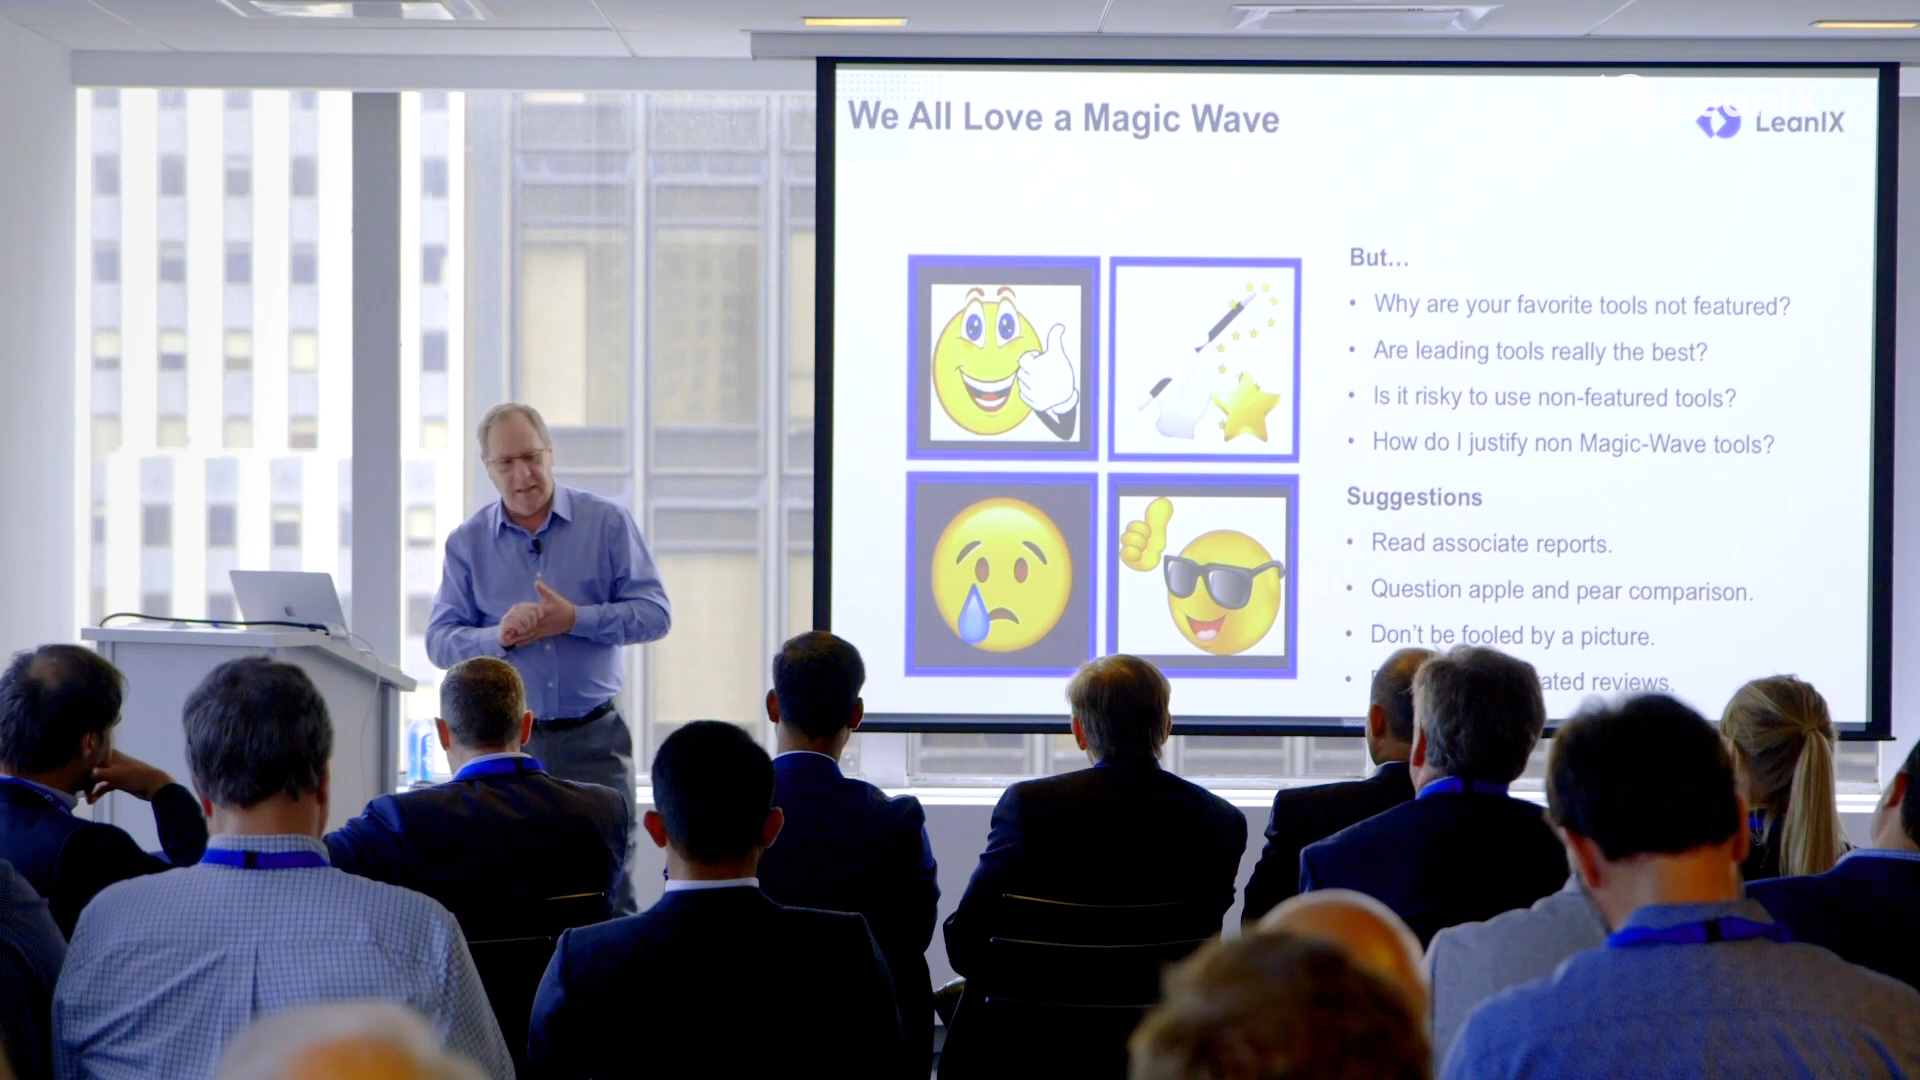 We All Love a Magic Wave
LeanIX
LeanIX
But...
• Why are your favorite tools not featured?
• Are leading tools really the best?
• Is it risky to use non-featured tools?
• How do I justify non Magic-Wave tools?
Suggestions
• Read associate reports.
• Question apple and pear comparison.
• Don't be fooled by a picture.
• reviews.